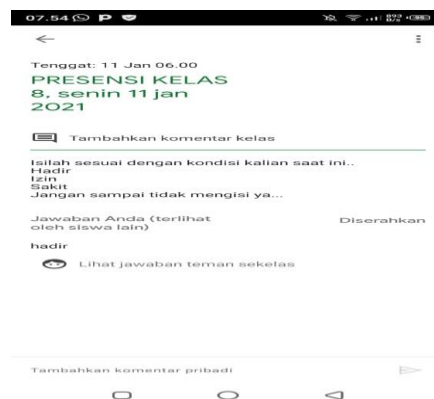 07.54
Tenggat: 11 Jan 06.00
PRESENSI KELAS
8, senin 11 jan
2021
Tambahkan komentar kelas
Isilah sesuai dengan kondisi kalian saat ini..
Hadir
Izin
Sakit
Jangan sampai tidak mengisi ya...
Jawaban Anda (terlihat
oleh siswa lain)
Diserahkan
hadir
Lihat jawaban teman sekelas
Tambahkan komentar pribadi